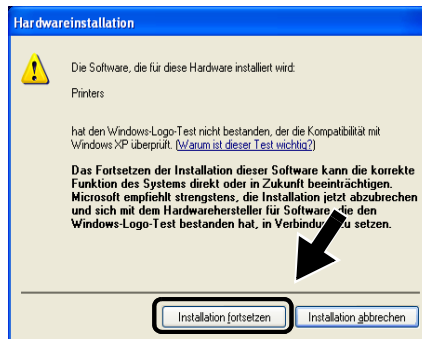 Hardwareinstallation
Die Software, die für diese Hardware installiert wird:
Printers
hat den Windows-Logo-Test nicht bestanden, der die Kompatibilität mit
Windows XP überprüft. (Warum ist dieser Test wichtig?)
Das Fortsetzen der Installation dieser Software kann die korrekte
Funktion des Systems direkt oder in Zukunft beeinträchtigen.
Microsoft empfiehlt strengstens, die Installation jetzt abzubrechen
und sich mit dem Hardwarehersteller für Software, die den
Windows-Logo-Test bestanden hat, in Verbindung zu setzen.
Installation fortsetzen
Installation abbrechen